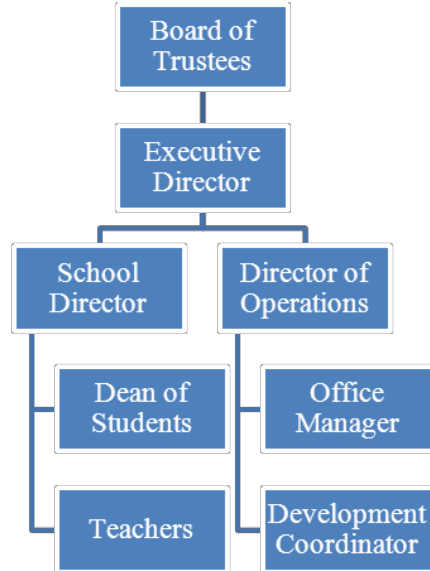 Board of
Trustees
Executive
Director
School
Director
Director of
Operations
Dean of
Students
Office
Manager
Teachers
Development
Coordinator